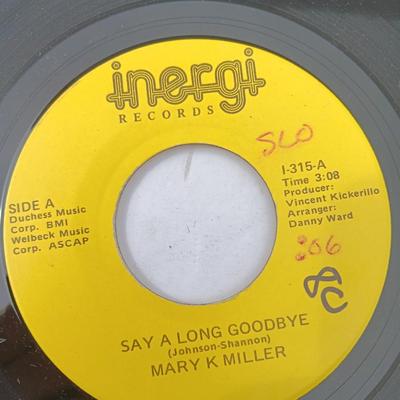 inergi
RECORDS
SLO
SIDE A
Duchess Music
Corp. BMI
Welbeck Music
Corp. ASCAP
I-315-A
Time 3:08
Producer:
Vincent Kickerillo
Arranger:
Danny Ward
SAY A LONG GOODBYE
(Johnson-Shannon)
MARY K MILLER